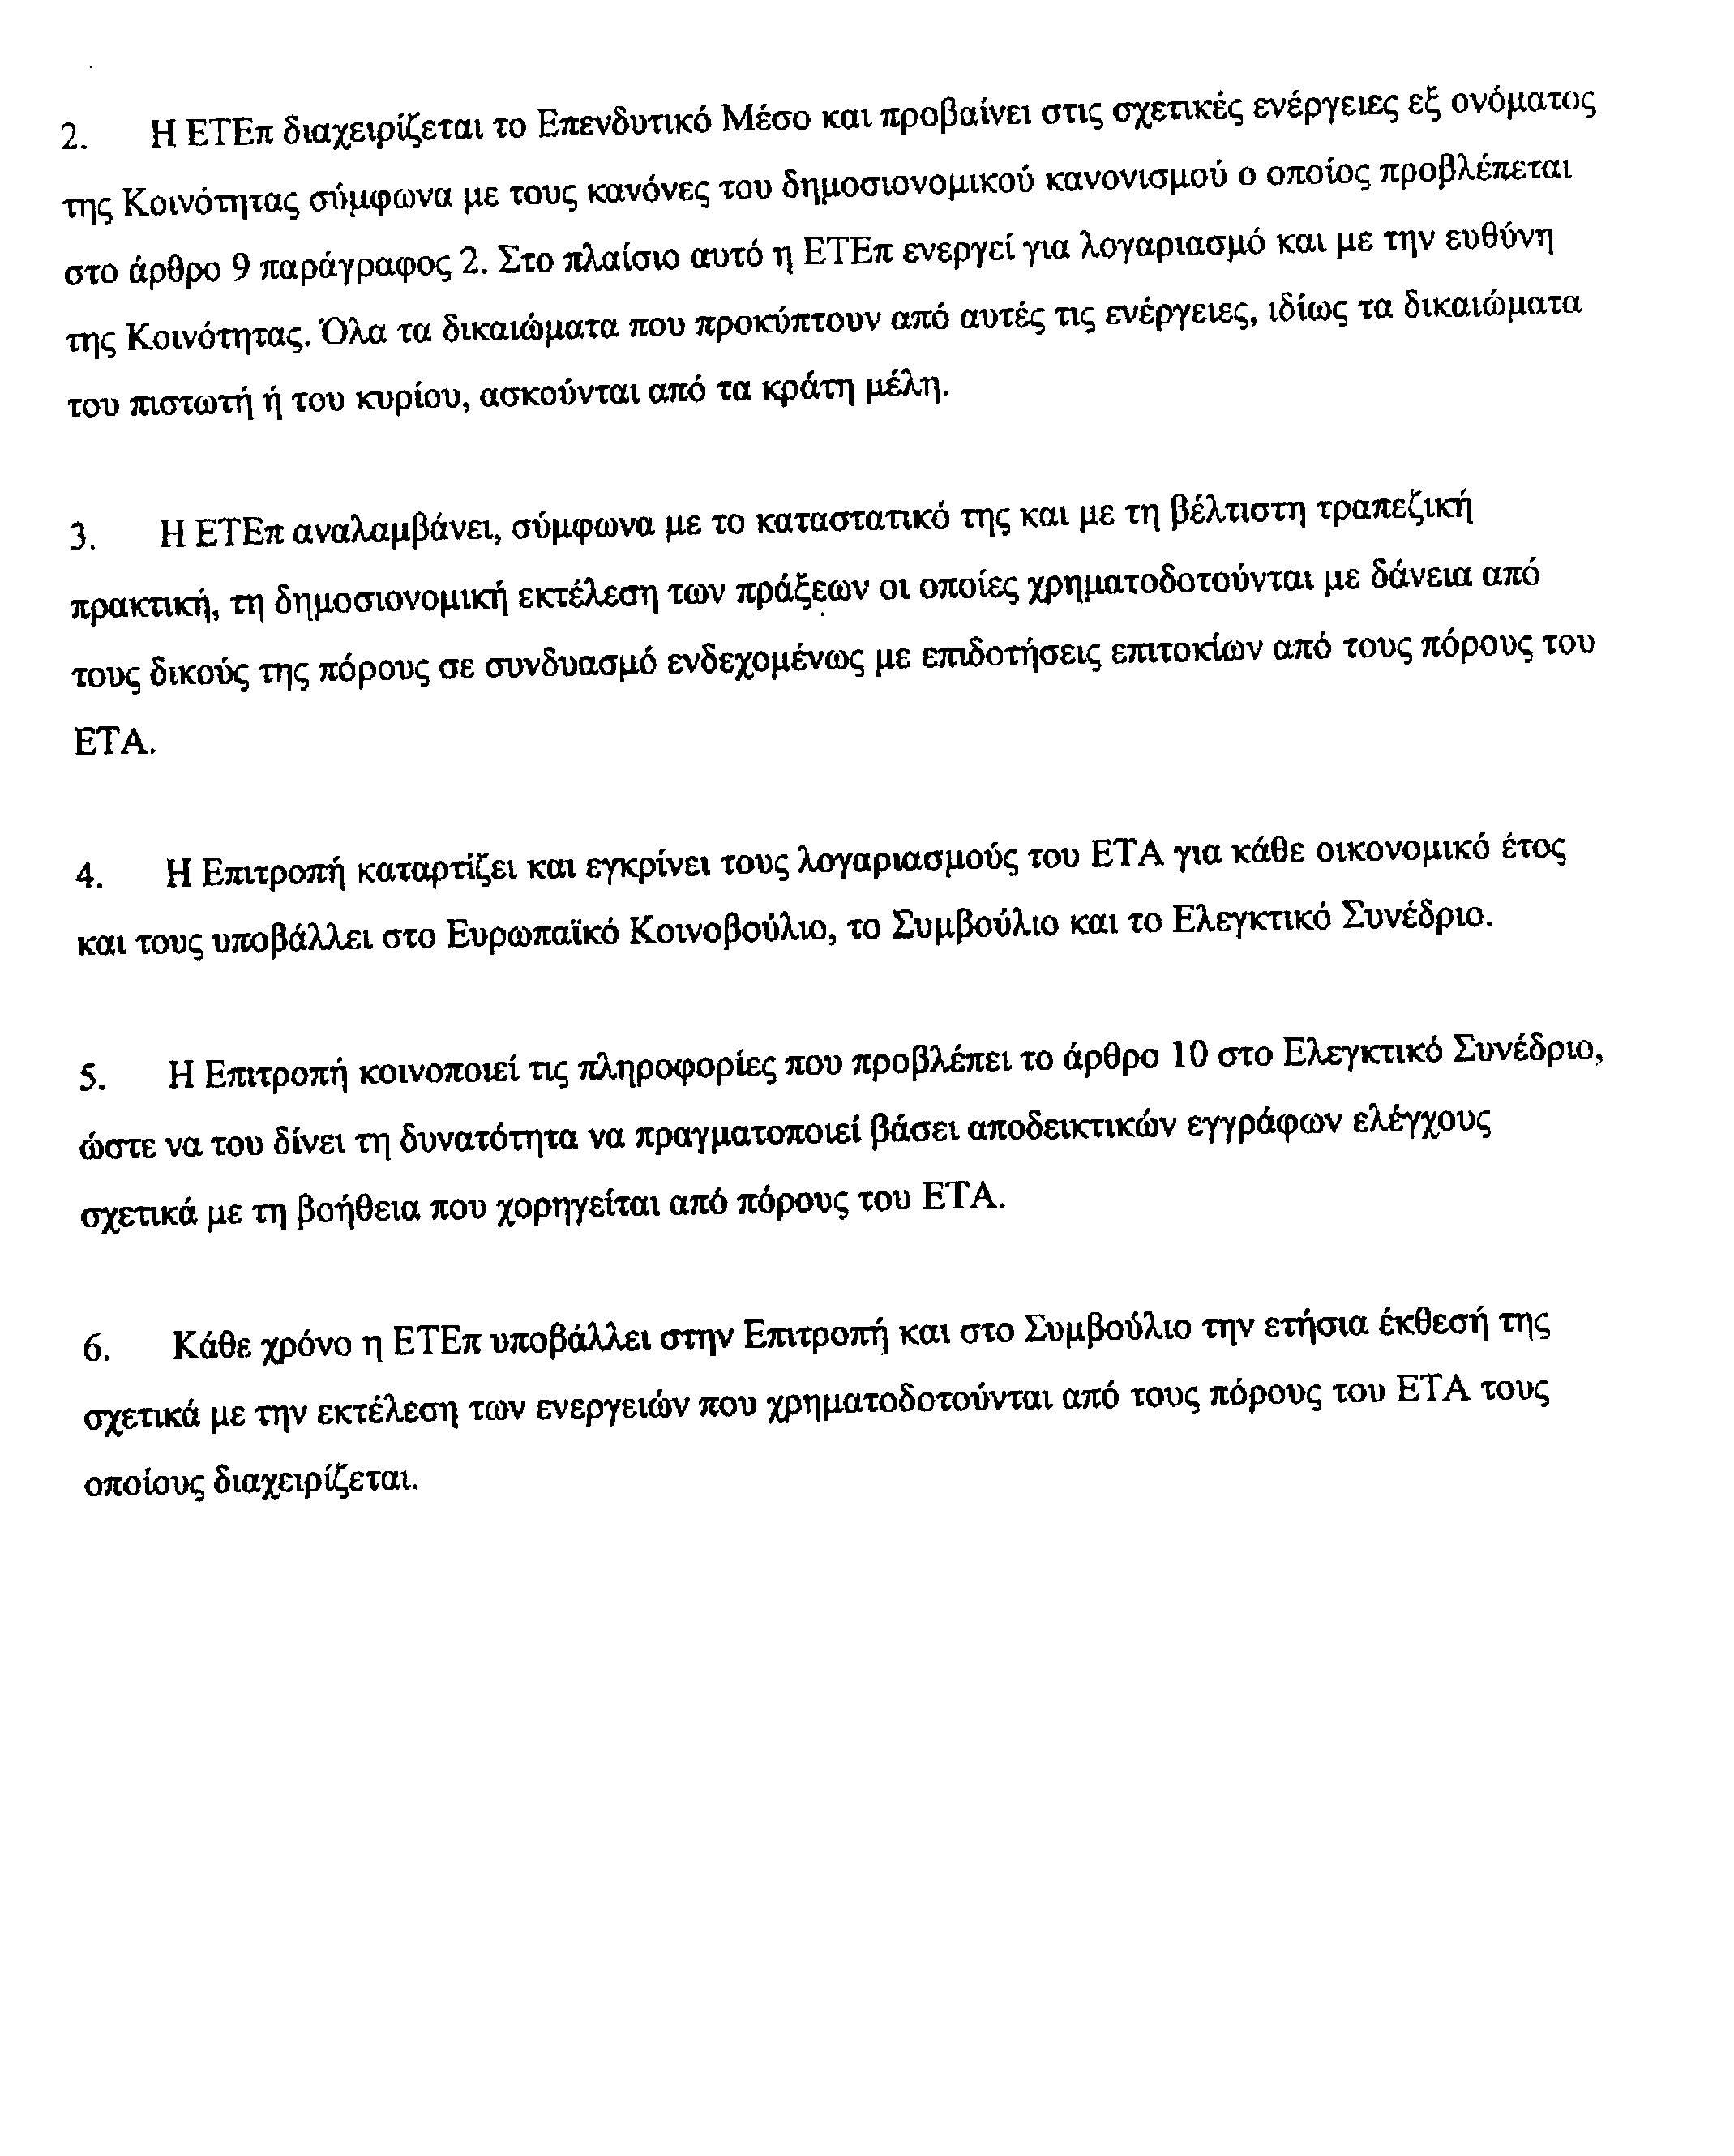 2. Η ΕΤΕπ διαχειρίζεται το Επενδυτικό Μέσο και προβαίνει στις σχετικές ενέργειες εξ ονόματος
της Κοινότητας σύμφωνα με τους κανόνες του δημοσιονομικού κανονισμού ο οποίος προβλέπεται
στο άρθρο 9 παράγραφος 2. Στο πλαίσιο αυτό η ΕΤΕπ ενεργεί για λογαριασμό και με την ευθύνη
της Κοινότητας. Όλα τα δικαιώματα που προκύπτουν από αυτές τις ενέργειες, ιδίως τα δικαιώματα
του πιστωτή ή του κυρίου, ασκούνται από τα κράτη μέλη.
3. Η ΕΤΕπ αναλαμβάνει, σύμφωνα με το καταστατικό της και με τη βέλτιστη τραπεζική
πρακτική, τη δημοσιονομική εκτέλεση των πράξεων οι οποίες χρηματοδοτούνται με δάνεια από
τους δικούς της πόρους σε συνδυασμό ενδεχομένως με επιδοτήσεις επιτοκίων από τους πόρους του
ΕΤΑ.
4. Η Επιτροπή καταρτίζει και εγκρίνει τους λογαριασμούς του ΕΤΑ για κάθε οικονομικό έτος
και τους υποβάλλει στο Ευρωπαϊκό Κοινοβούλιο, το Συμβούλιο και το Ελεγκτικό Συνέδριο.
5. Η Επιτροπή κοινοποιεί τις πληροφορίες που προβλέπει το άρθρο 10 στο Ελεγκτικό Συνέδριο,
ώστε να του δίνει τη δυνατότητα να πραγματοποιεί βάσει αποδεικτικών εγγράφων ελέγχους
σχετικά με τη βοήθεια που χορηγείται από πόρους του ΕΤΑ.
6. Κάθε χρόνο η ΕΤΕπ υποβάλλει στην Επιτροπή και στο Συμβούλιο την ετήσια έκθεσή της
σχετικά με την εκτέλεση των ενεργειών που χρηματοδοτούνται από τους πόρους του ΕΤΑ τους
οποίους διαχειρίζεται.